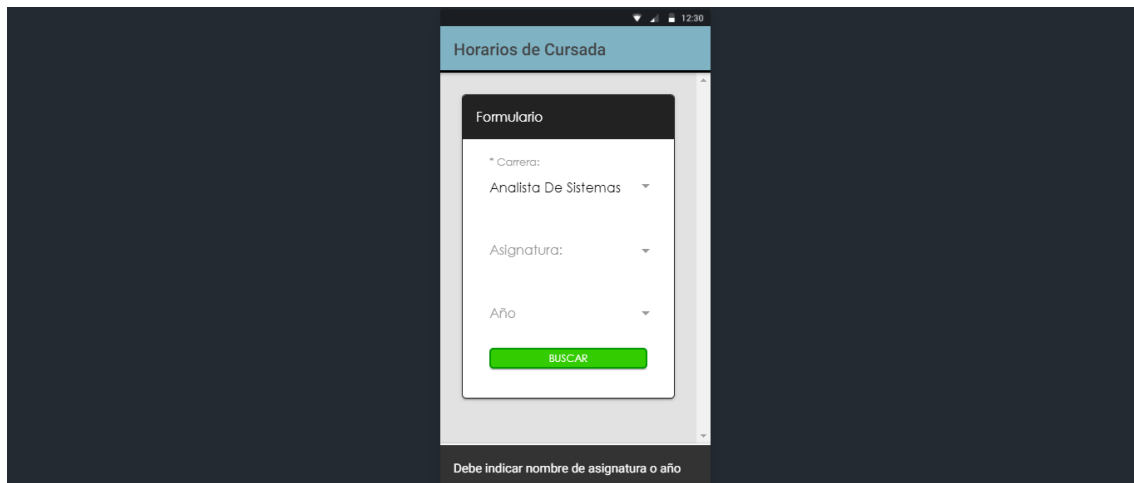 12:30
Horarios de Cursada
Formulario
* Carrera:
Analista De Sistemas
Asignatura:
Año
BUSCAR
Debe indicar nombre de asignatura o año